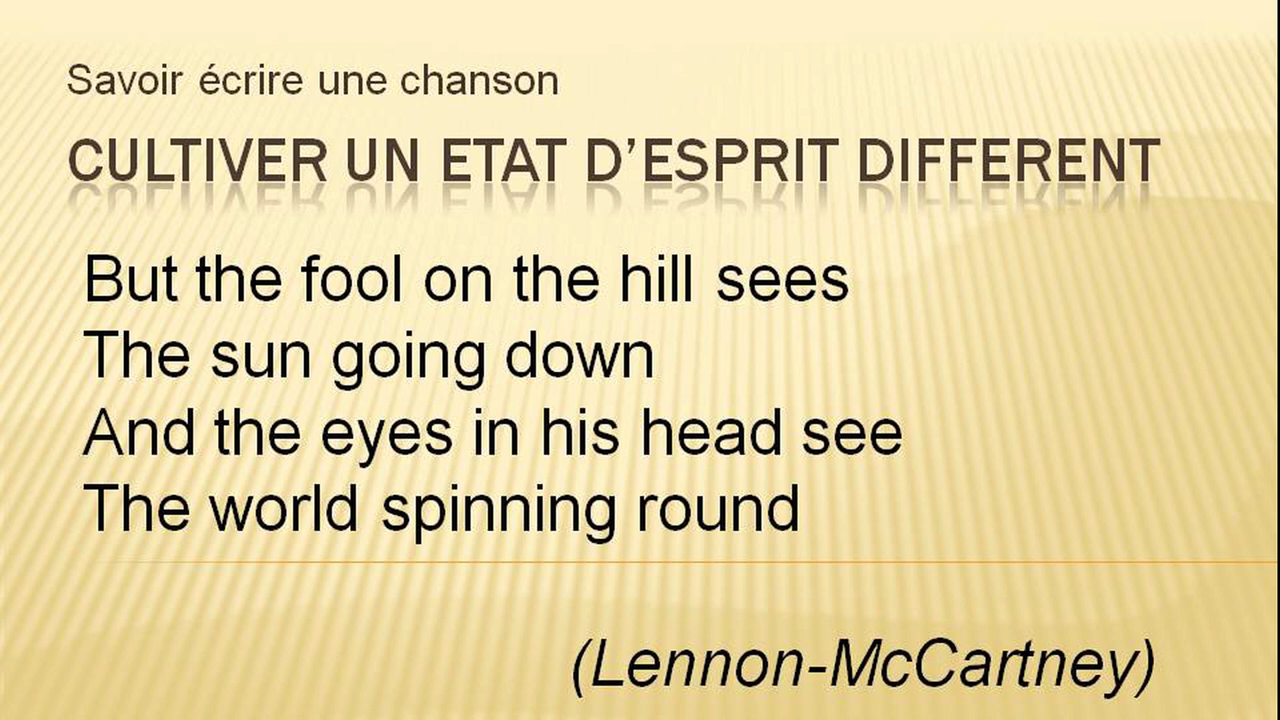 Savoir écrire une chanson
CULTIVER UN ETAT D’ESPRIT DIFFERENT
But the fool on the hill sees
The sun going down
And the eyes in his head see
The world spinning round
(Lennon-McCartney)